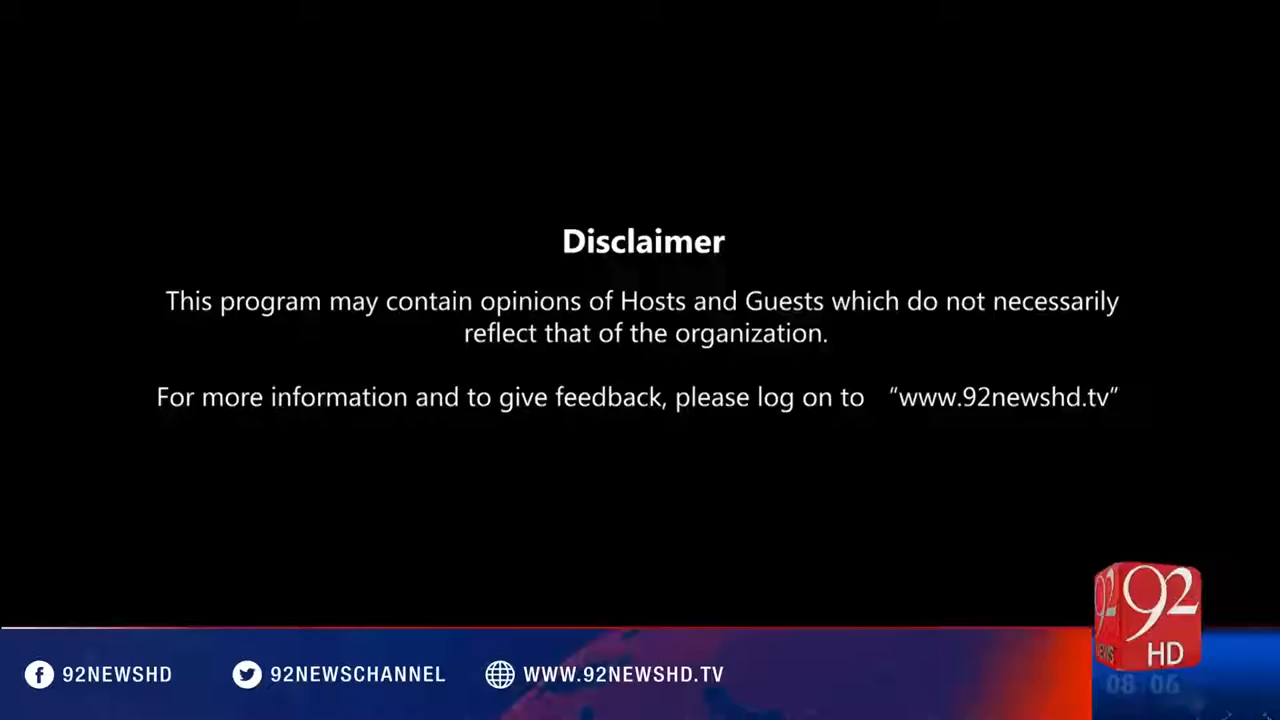 Disclaimer
This program may contain opinions of Hosts and Guests which do not necessarily
reflect that of the organization.
For more information and to give feedback, please log on to “www.92newshd.tv”
92
92
NEWS
HD
92NEWSHD
92NEWSCHANNEL
WWW.92NEWSHD.TV
08 06